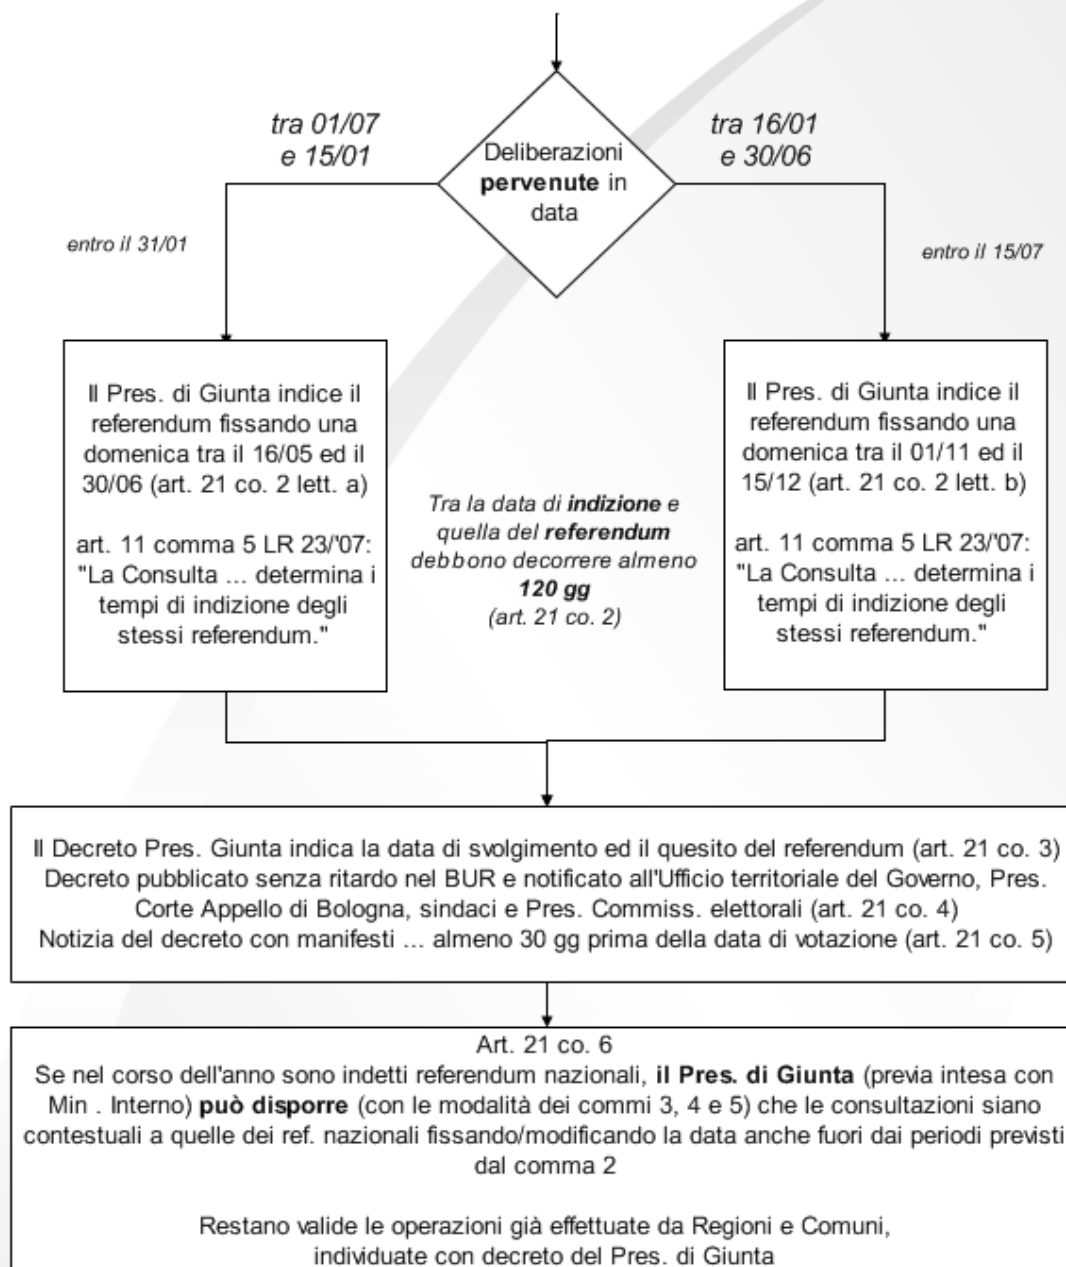 tra 01/07
e 15/01
Deliberazioni
pervenute in
data
tra 16/01
e 30/06
entro il 31/01
entro il 15/07
Il Pres. di Giunta indice il
referendum fissando una
domenica tra il 16/05 ed il
30/06 (art. 21 co. 2 lett. a)
art. 11 comma 5 LR 23/'07:
"La Consulta ... determina i
tempi di indizione degli
stessi referendum."
Tra la data di indizione e
quella del referendum
debbono decorrere almeno
120 gg
(art. 21 co. 2)
Il Pres. di Giunta indice il
referendum fissando una
domenica tra il 01/11 ed il
15/12 (art. 21 co. 2 lett. b)
art. 11 comma 5 LR 23/'07:
"La Consulta ... determina i
tempi di indizione degli
stessi referendum."
Il Decreto Pres. Giunta indica la data di svolgimento ed il quesito del referendum (art. 21 co. 3)
Decreto pubblicato senza ritardo nel BUR e notificato all'Ufficio territoriale del Governo, Pres.
Corte Appello di Bologna, sindaci e Pres. Commiss. elettorali (art. 21 co. 4)
Notizia del decreto con manifesti ... almeno 30 gg prima della data di votazione (art. 21 co. 5)
Art. 21 co. 6
Se nel corso dell'anno sono indetti referendum nazionali, il Pres. di Giunta (previa intesa con
Min . Interno) può disporre (con le modalità dei commi 3, 4 e 5) che le consultazioni siano
contestuali a quelle dei ref. nazionali fissando/modificando la data anche fuori dai periodi previsti
dal comma 2
Restano valide le operazioni già effettuate da Regioni e Comuni,
individuate con decreto del Pres. di Giunta